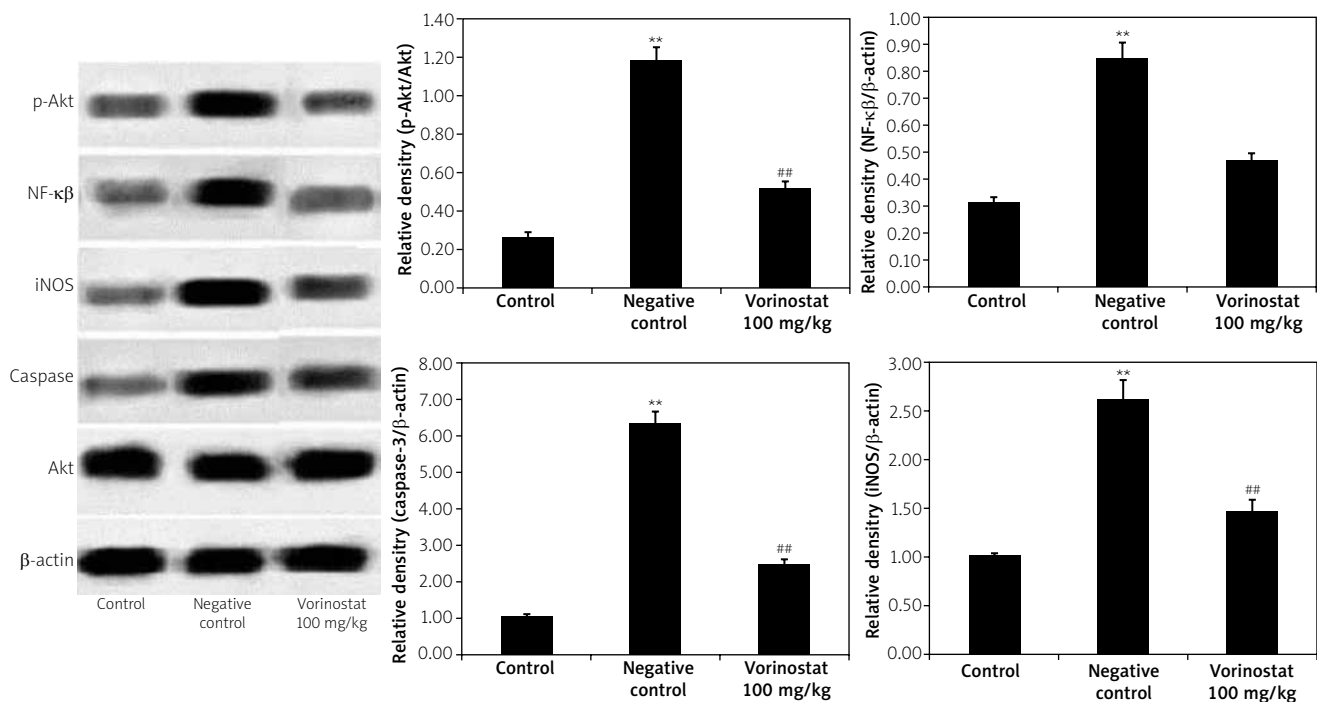 p-Akt
NF-κβ
iNOS
Caspase
Akt
β-actin
Control
Negative
control
Vorinostat
100 mg/kg
Relative densitry (p-Akt/Akt)
1.40
1.20
1.00
0.80
0.60
0.40
0.20
0.00
**
##
Control
Negative
control
Vorinostat
100 mg/kg
Relative densitry (NF-κβ/β-actin)
1.00
0.90
0.80
0.70
0.60
0.50
0.40
0.30
0.20
0.10
0.00
**
Control
Negative
control
Vorinostat
100 mg/kg
Relative densitry (caspase-3/β-actin)
8.00
7.00
6.00
5.00
4.00
3.00
2.00
1.00
0.00
**
##
Control
Negative
control
Vorinostat
100 mg/kg
Relative densitry (iNOS/β-actin)
3.00
2.50
2.00
1.50
1.00
0.50
0.00
**
##
Control
Negative
control
Vorinostat
100 mg/kg